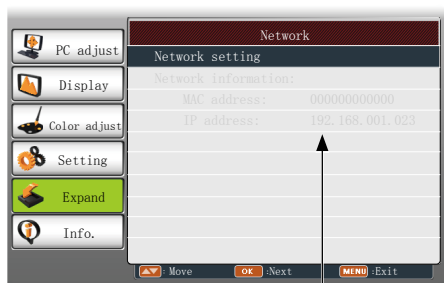 PC adjust
Display
Color adjust
Setting
Expand
Info.
Network
Network setting
Network information:
MAC address: 000000000000
IP address: 192.168.001.023
: Move OK :Next MENU :Exit